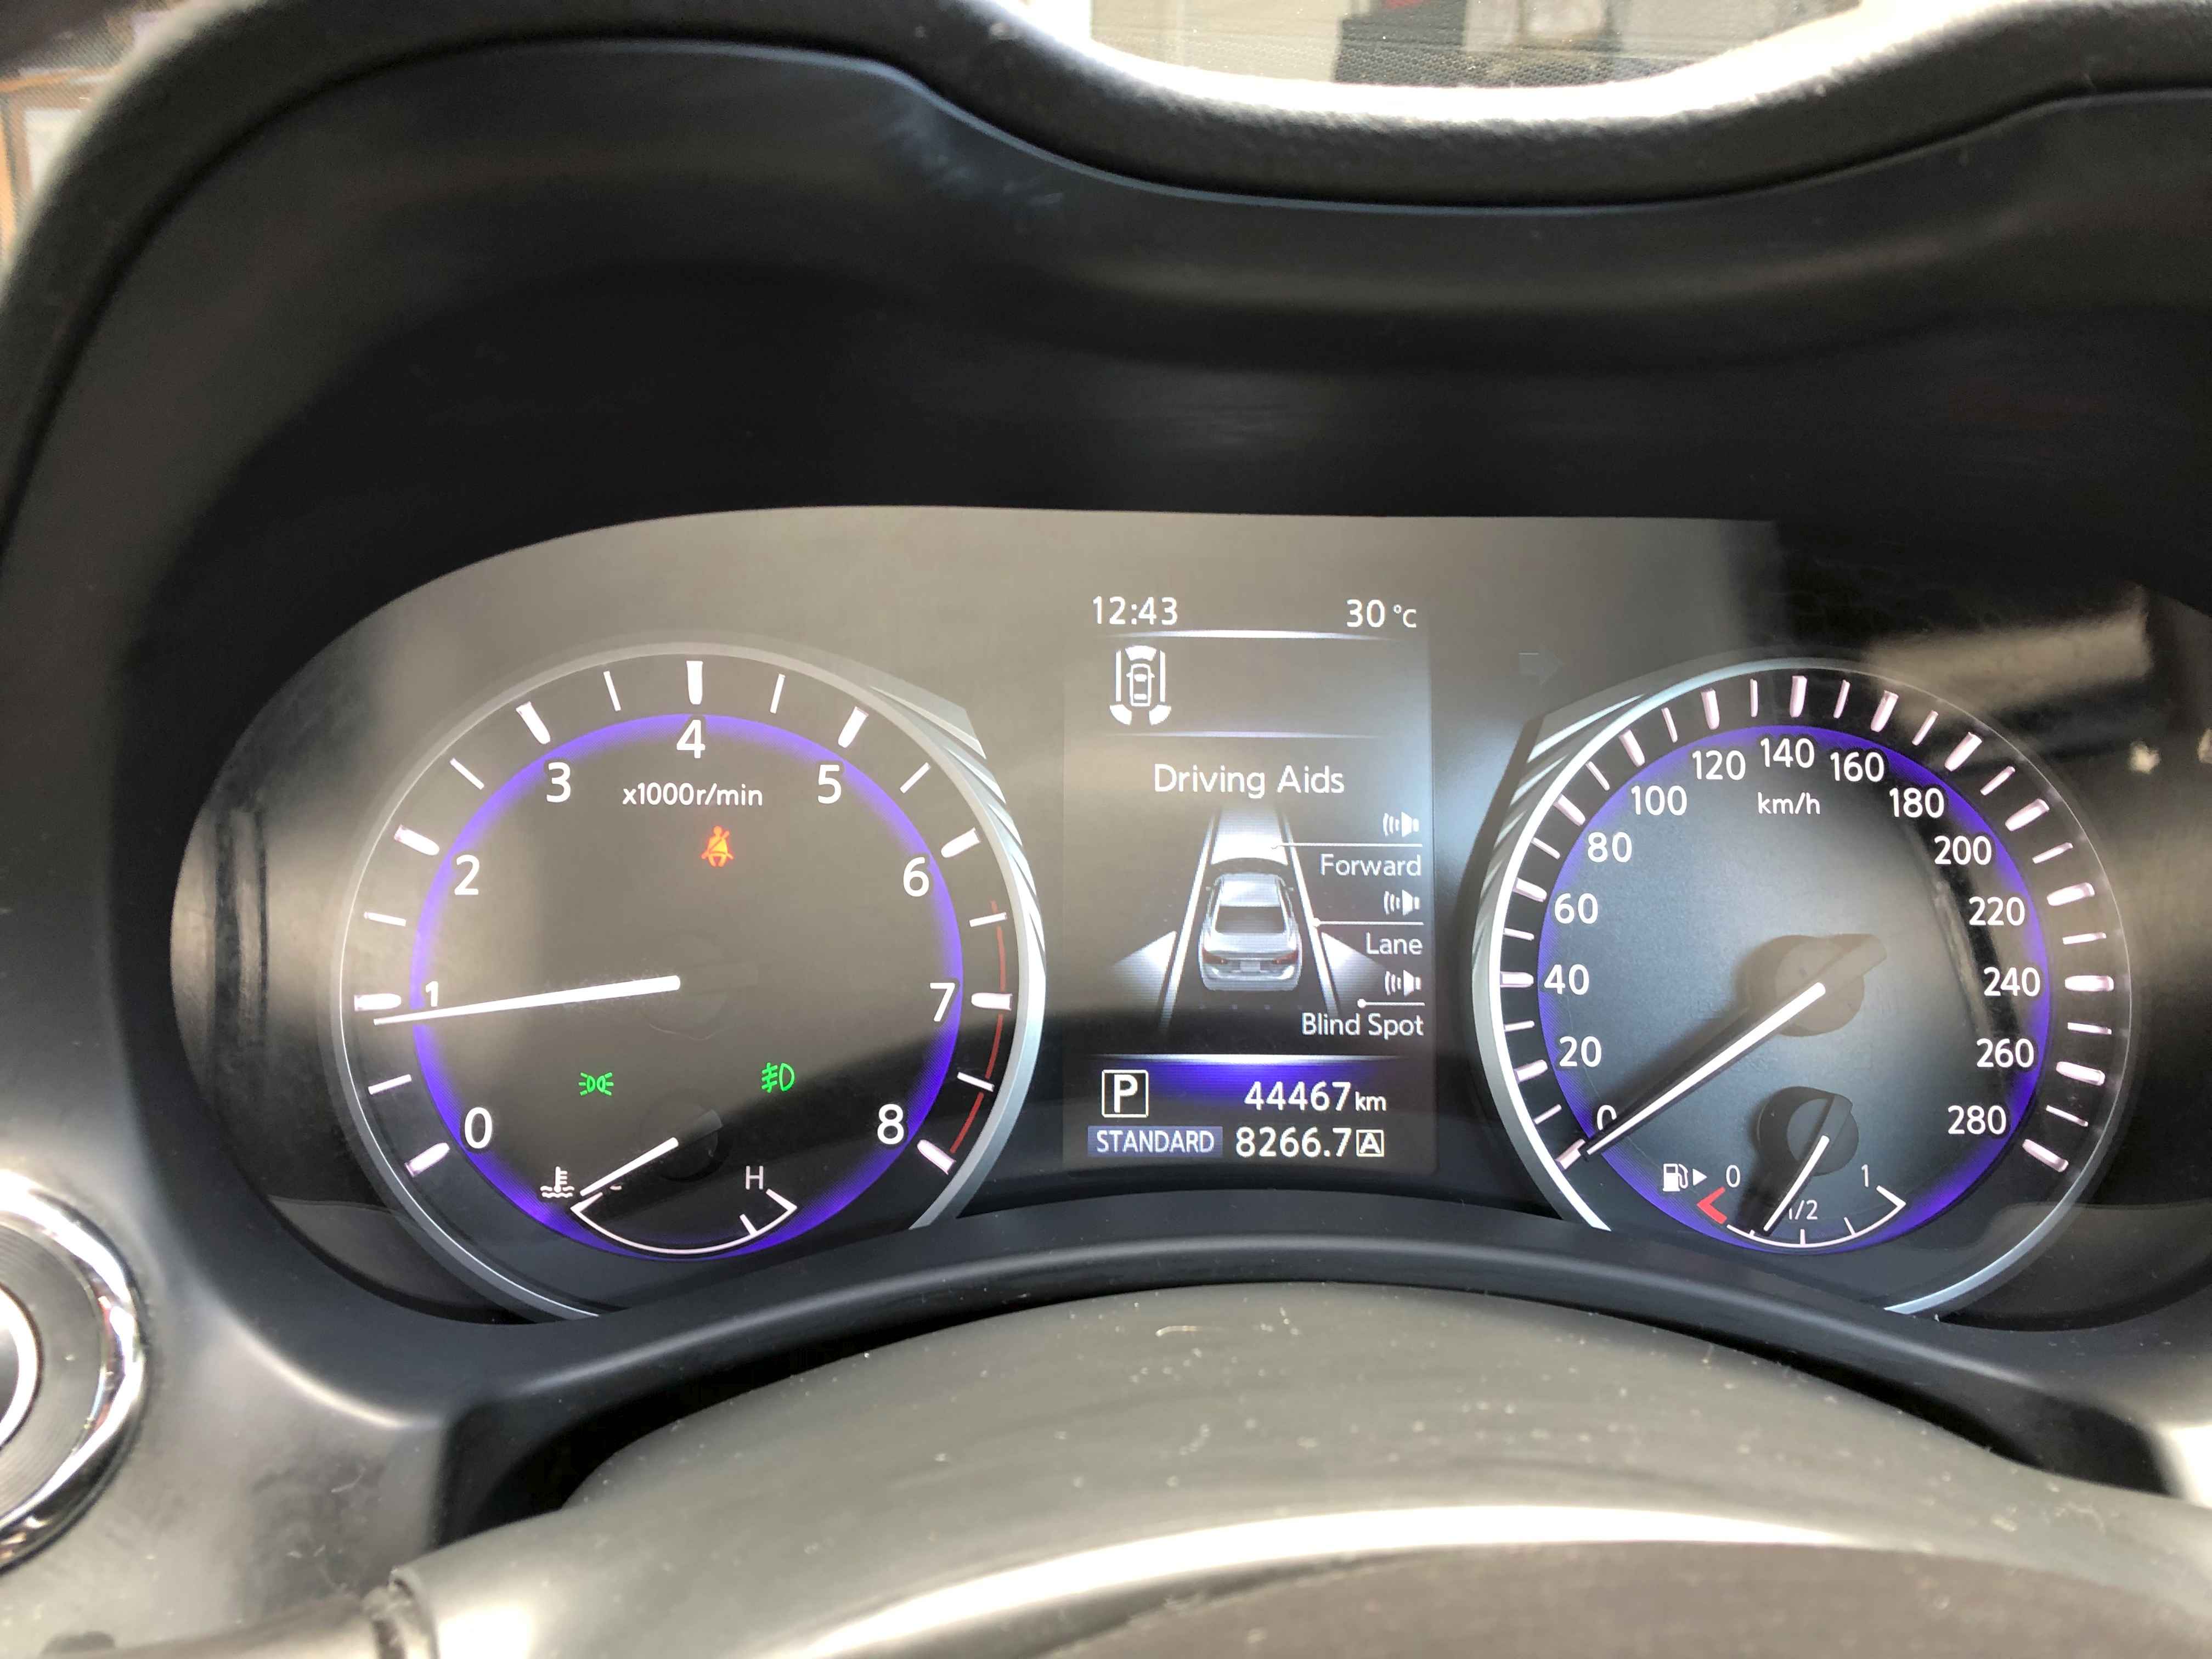 12:43 30 °C
Driving Aids
Forward
Lane
Blind Spot
P 44467 km
STANDARD 8266.7 A
0
1
2
3
4
5
6
7
8
x1000r/min
H
0
20
40
60
80
100
120
140
160
180
200
220
240
260
280
km/h
0
1/2
1